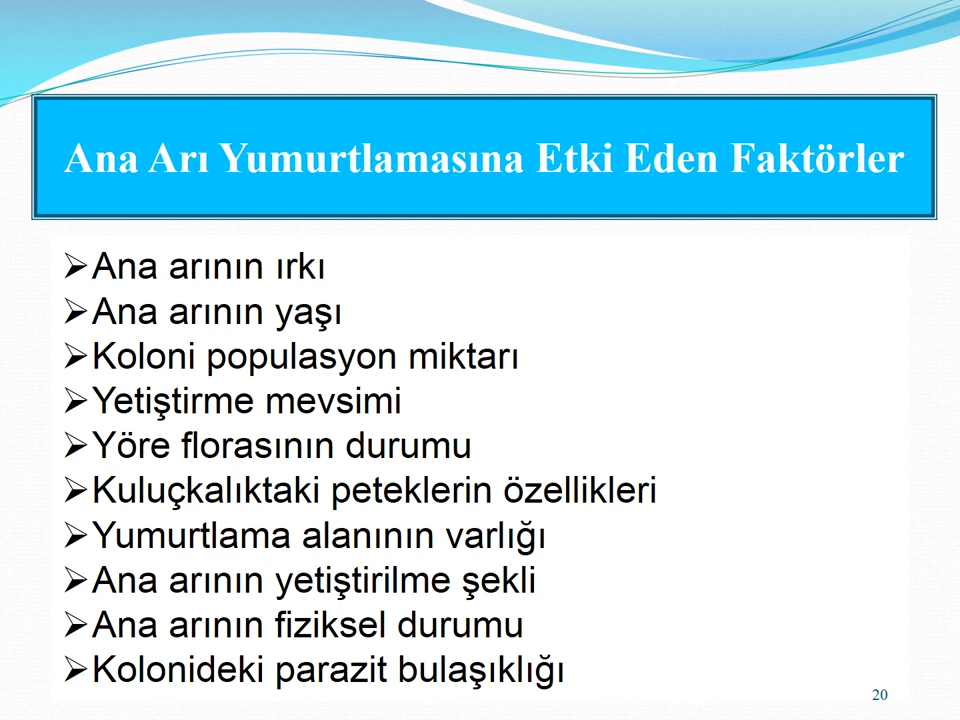 Ana Arı Yumurtlamasına Etki Eden Faktörler
➢Ana arının ırkı
➢Ana arının yaşı
➢Koloni populasyon miktarı
➢Yetiştirme mevsimi
➢Yöre florasının durumu
➢Kuluçkalıktaki peteklerin özellikleri
➢Yumurtlama alanının varlığı
➢Ana arının yetiştirilme şekli
➢Ana arının fiziksel durumu
➢Kolonideki parazit bulaşıklığı
20